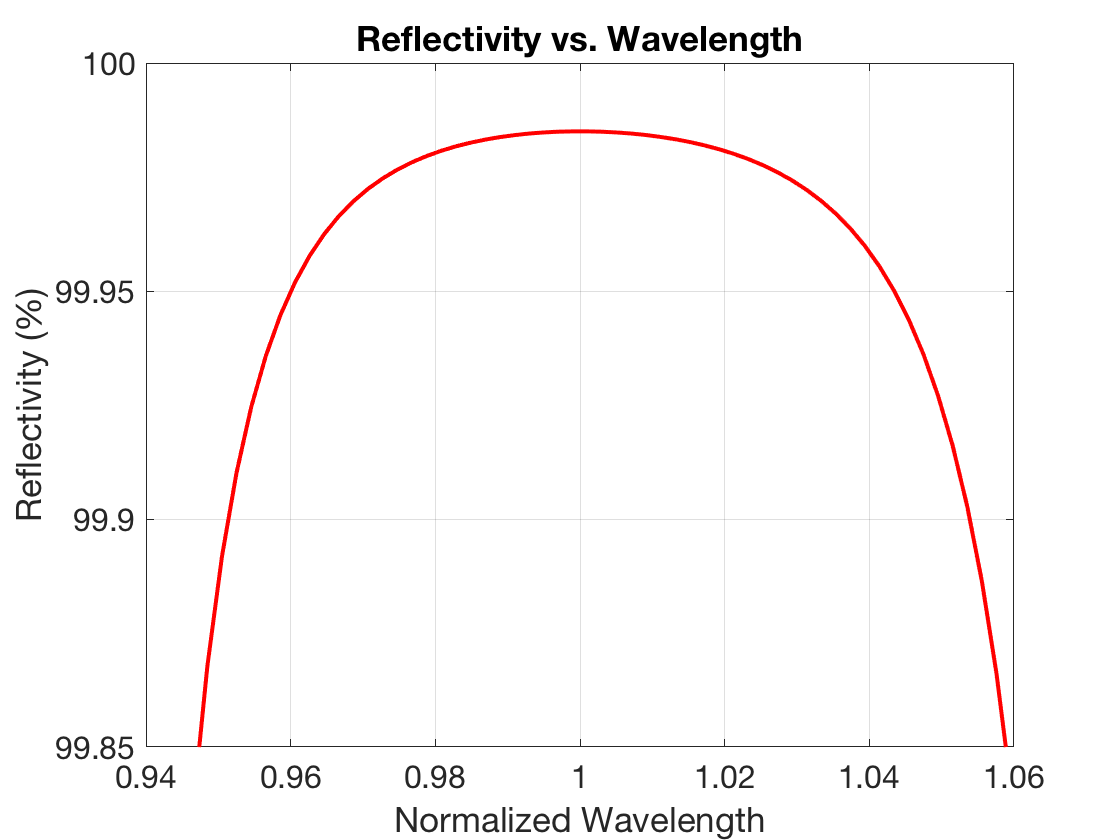 Reflectivity vs. Wavelength
100
99.95
99.9
99.85
Reflectivity (%)
0.94 0.96 0.98 1 1.02 1.04 1.06
Normalized Wavelength